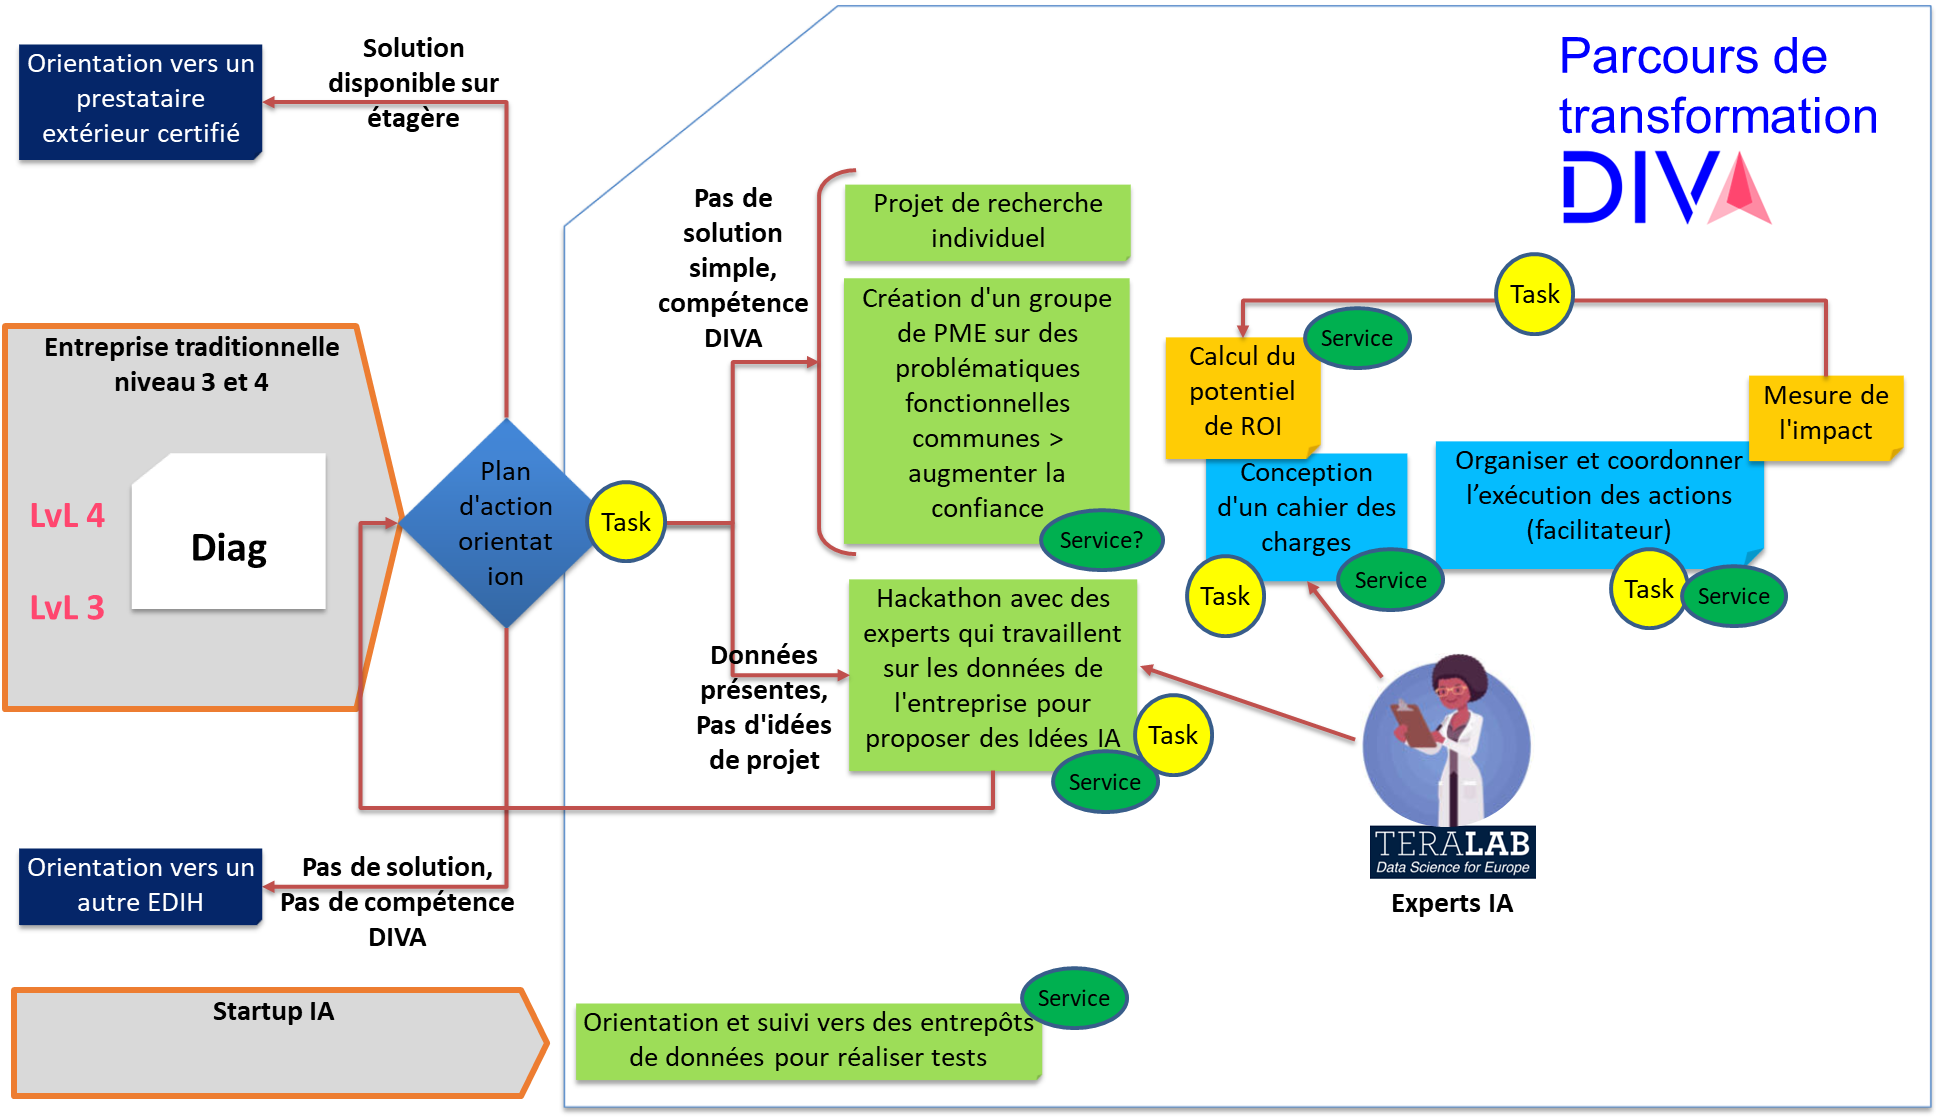 Parcours de
transformation
DIVA
Solution
disponible sur
étagère
Orientation vers un
prestataire
extérieur certifié
Entreprise traditionnelle
niveau 3 et 4
LvL 4
LvL 3
Diag
Plan
d'action
orientat
ion
Task
Pas de
solution
simple,
compétence
DIVA
Projet de recherche
individuel
Création d'un groupe
de PME sur des
problématiques
fonctionnelles
communes >
augmenter la
confiance
Service?
Données
présentes,
Pas d'idées
de projet
Hackathon avec des
experts qui travaillent
sur les données de
l'entreprise pour
proposer des Idées IA
Task
Service
Task
Service
Calcul du
potentiel
de ROI
Mesure de
l'impact
Conception
d'un cahier des
charges
Task
Service
Organiser et coordonner
l’exécution des actions
(facilitateur)
Task
Service
TERALAB
Data Science for Europe
Experts IA
Orientation vers un
autre EDIH
Pas de solution,
Pas de compétence
DIVA
Startup IA
Service
Orientation et suivi vers des entrepôts
de données pour réaliser tests